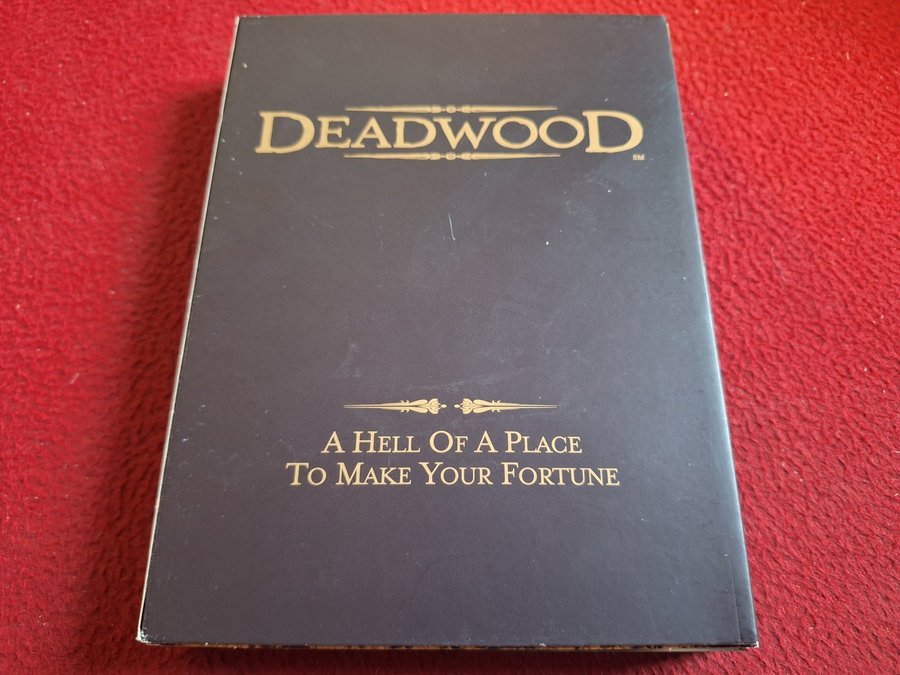 DEADWOOD
SM
A HELL OF A PLACE
TO MAKE YOUR FORTUNE